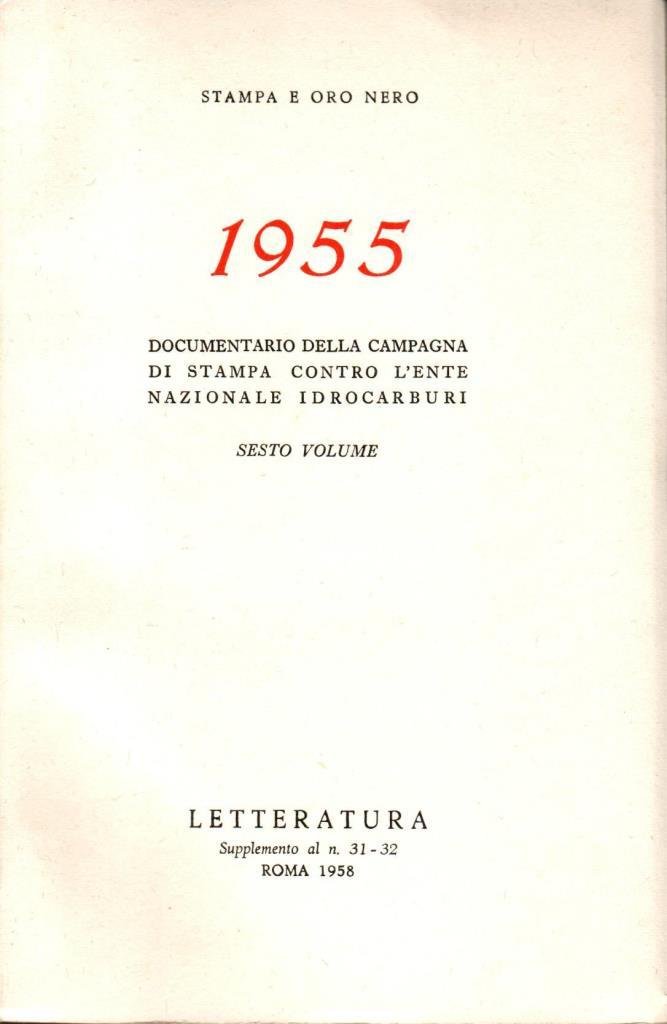 STAMPA E ORO NERO
1955
DOCUMENTARIO DELLA CAMPAGNA
DI STAMPA CONTRO L'ENTE
NAZIONALE IDROCARBURI
SESTO VOLUME
LETTERATURA
Supplemento al n. 31-32
ROMA 1958